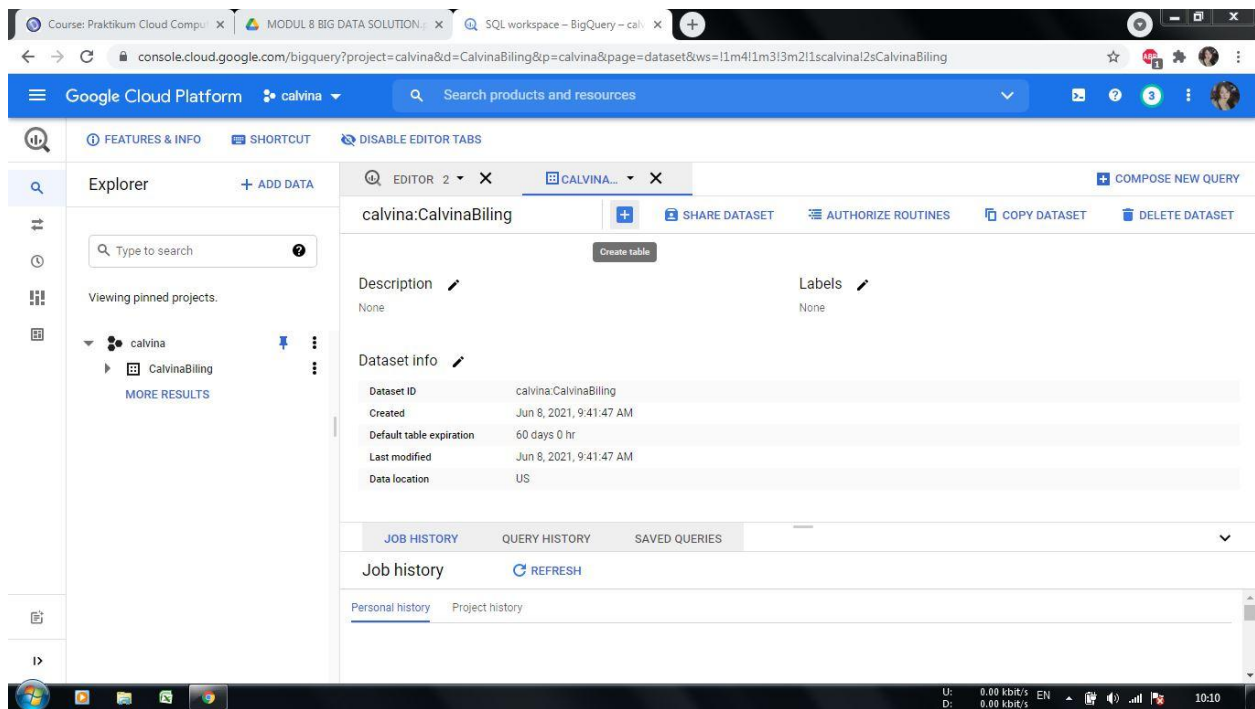 Course: Praktikum Cloud Comput
MODUL 8 BIG DATA SOLUTION.
SQL workspace – BigQuery – cal
console.cloud.google.com/bigquery?project=calvina&d=CalvinaBiling&p=calvina&page=dataset&ws=!1m4!1m3!3m2!1scalvina!2sCalvinaBiling
Google Cloud Platform calvina Search products and resources 3
FEATURES & INFO SHORTCUT DISABLE EDITOR TABS
Explorer + ADD DATA
EDITOR 2 CALVINA... COMPOSE NEW QUERY
calvina:CalvinaBiling SHARE DATASET AUTHORIZE ROUTINES COPY DATASET DELETE DATASET
Create table
Type to search
Viewing pinned projects.
calvina
CalvinaBiling
MORE RESULTS
Description
None
Labels
None
Dataset info
Dataset ID calvina:CalvinaBiling
Created Jun 8, 2021, 9:41:47 AM
Default table expiration 60 days 0 hr
Last modified Jun 8, 2021, 9:41:47 AM
Data location US
JOB HISTORY QUERY HISTORY SAVED QUERIES
Job history REFRESH
Personal history Project history
U: 0.00 kbit/s
D: 0.00 kbit/s
EN
10:10